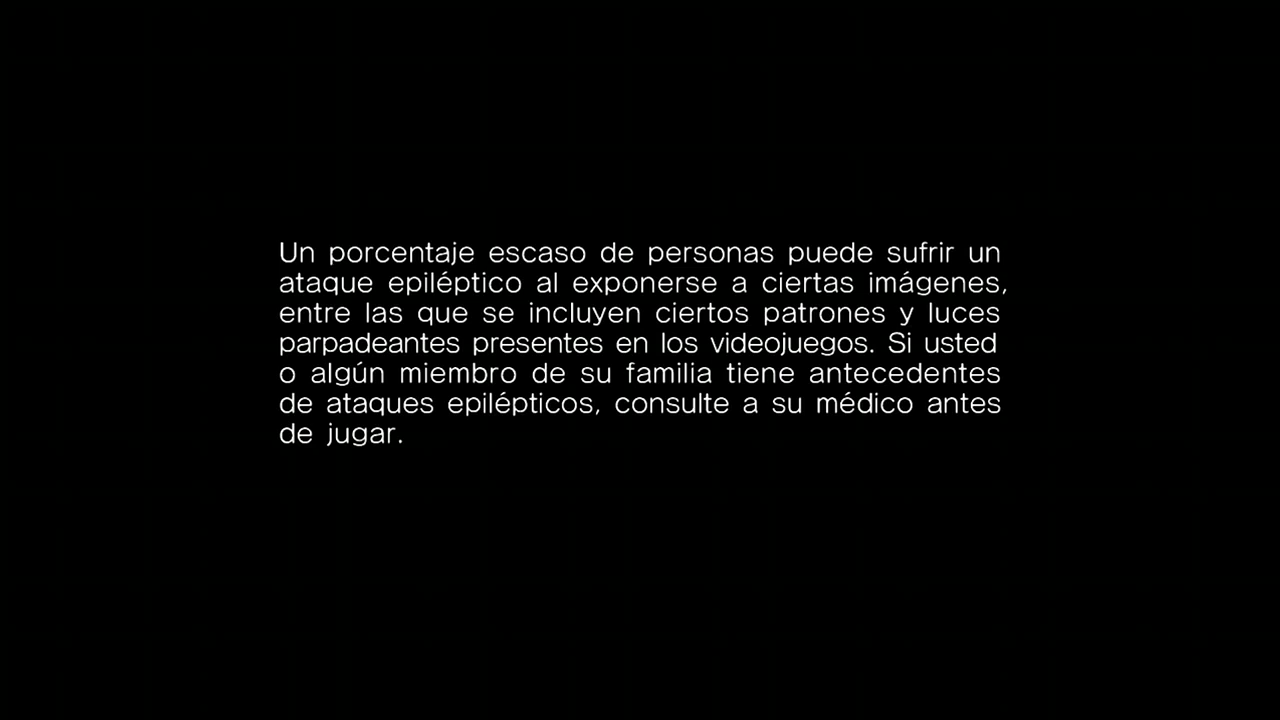 Un porcentaje escaso de personas puede sufrir un
ataque epiléptico al exponerse a ciertas imágenes,
entre las que se incluyen ciertos patrones y luces
parpadeantes presentes en los videojuegos. Si usted
o algún miembro de su familia tiene antecedentes
de ataques epilépticos, consulte a su médico antes
de jugar.